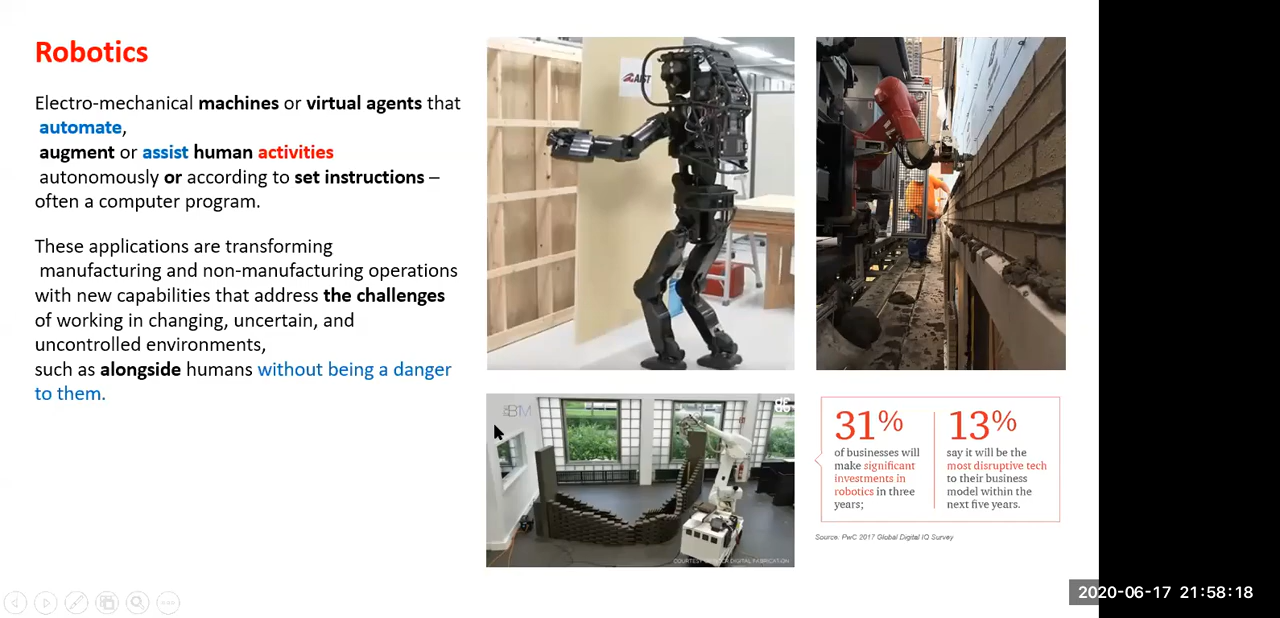 Robotics
Electro-mechanical machines or virtual agents that
automate,
augment or assist human activities
autonomously or according to set instructions –
often a computer program.
These applications are transforming
manufacturing and non-manufacturing operations
with new capabilities that address the challenges
of working in changing, uncertain, and
uncontrolled environments,
such as alongside humans without being a danger
to them.
AIST
31%
of businesses will
make significant
investments in
robotics in three
years;
13%
say it will be the
most disruptive tech
to their business
model within the
next five years.
Source. PwC 2017 Global Digital IQ Survey
THE B1M
DIGITAL FABRICATION
2020-06-17 21:58:18